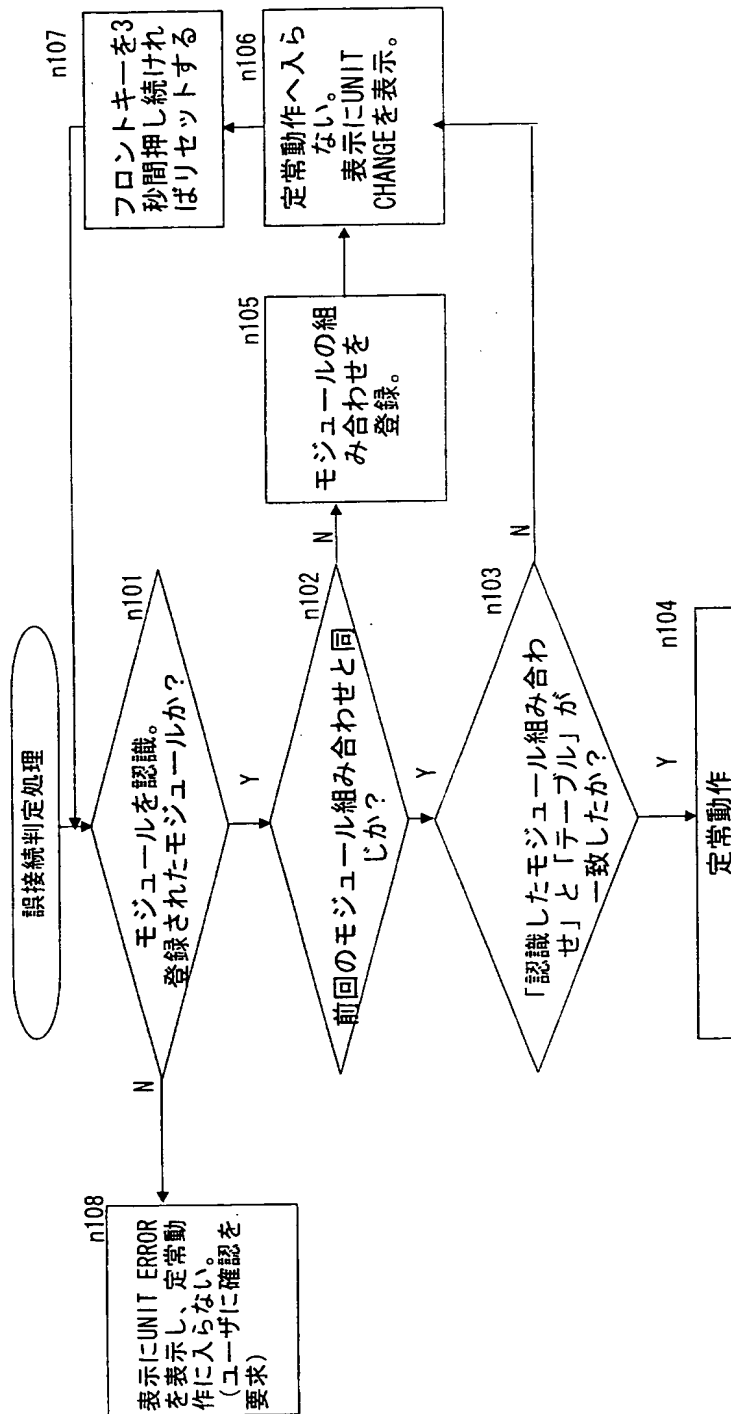 誤接続判定処理
n101
モジュールを認識。
登録されたモジュールか？
N
Y
n108
表示にUNIT ERROR
を表示し、定常動
作に入らない。
(ユーザに確認を
要求)
n102
前回のモジュール組み合わせと同
じか？
N
Y
n105
モジュールの組
み合わせを
登録。
n106
定常動作へ入ら
ない。
表示にUNIT
CHANGEを表示。
n107
フロントキーを3
秒間押し続けれ
ばリセットする
n103
「認識したモジュール組み合わ
せ」と「テーブル」が
一致したか？
N
Y
n104
定常動作